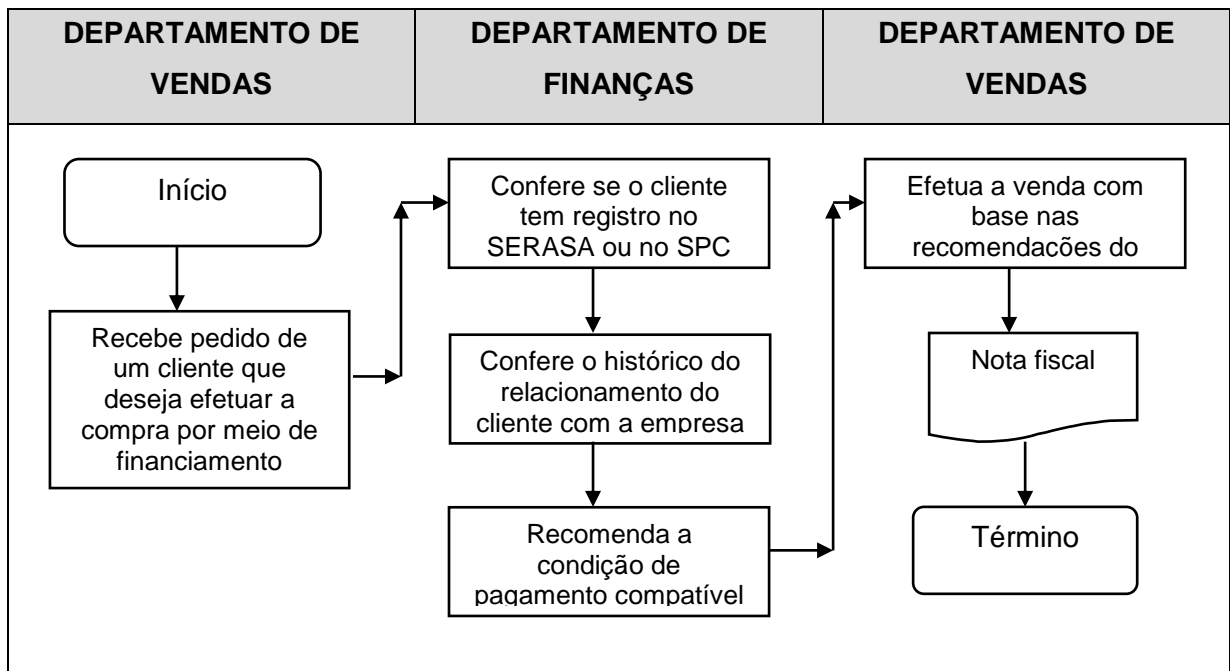 DEPARTAMENTO DE
VENDAS
DEPARTAMENTO DE
FINANÇAS
DEPARTAMENTO DE
VENDAS
Início
Recebe pedido de
um cliente que
deseja efetuar a
compra por meio de
financiamento
Confere se o cliente
tem registro no
SERASA ou no SPC
Confere o histórico do
relacionamento do
cliente com a empresa
Recomenda a
condição de
pagamento compatível
Efetua a venda com
base nas
recomendações do
Nota fiscal
Término